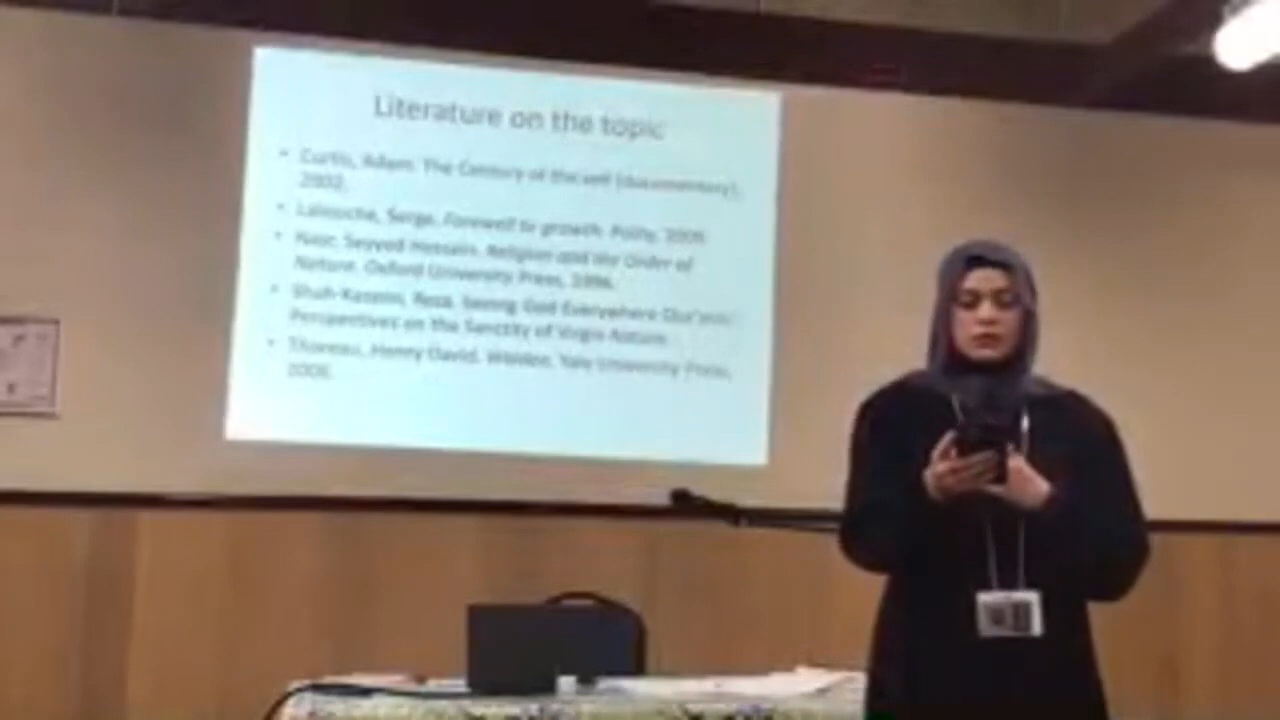 Literature on the topic
• Curtis, Adam. The Century of the self (documentary),
2002.
• Latouche, Serge. Farewell to growth. Polity, 2009.
• Nasr, Seyyed Hossein. Religion and the Order of
Nature. Oxford University Press, 1996.
• Shah-Kazemi, Reza. Seeing God Everywhere Qur'anic
Perspectives on the Sanctity of Virgin Nature.
• Thoreau, Henry David. Walden. Yale University Press,
2006.